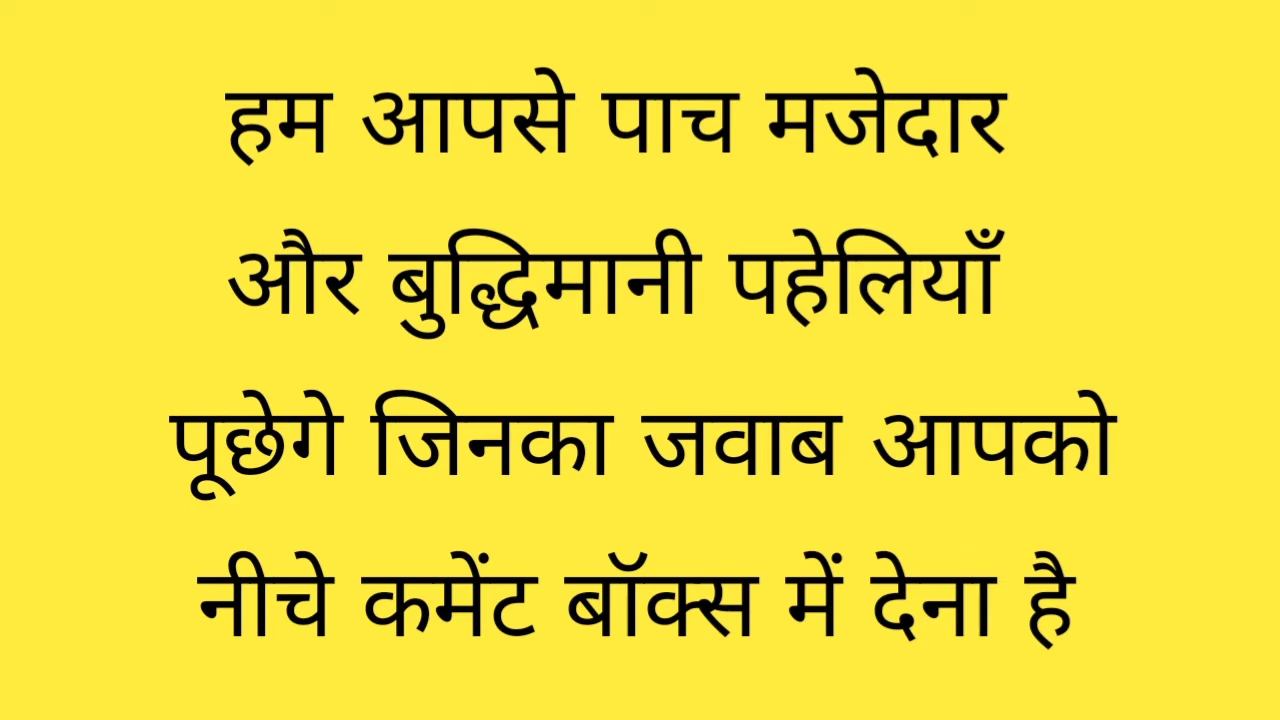 हम आपसे पाच मजेदार
और बुद्धिमानी पहेलियाँ
पूछेगे जिनका जवाब आपको
नीचे कमेंट बॉक्स में देना है